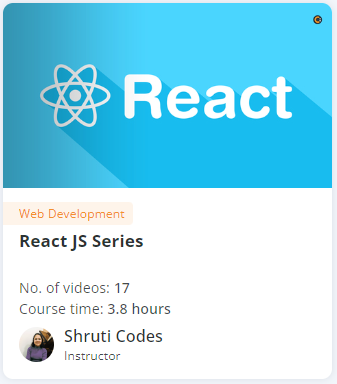 React
Web Development
React JS Series
No. of videos: 17
Course time: 3.8 hours
Shruti Codes
Instructor